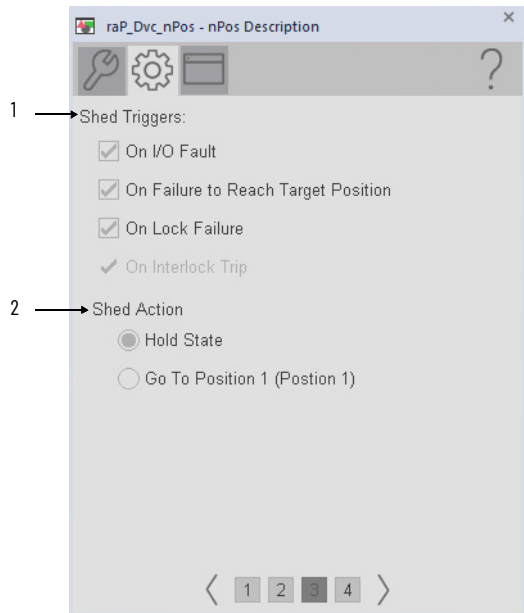 raP_Dvc_nPos - nPos Description
?
1
Shed Triggers:
On I/O Fault
On Failure to Reach Target Position
On Lock Failure
On Interlock Trip
2
Shed Action
Hold State
Go To Position 1 (Postion 1)
1 2 3 4